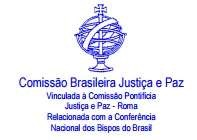 Comissão Brasileira Justiça e Paz
Vinculada à Comissão Pontifícia
Justiça e Paz - Roma
Relacionada com a Conferência
Nacional dos Bispos do Brasil